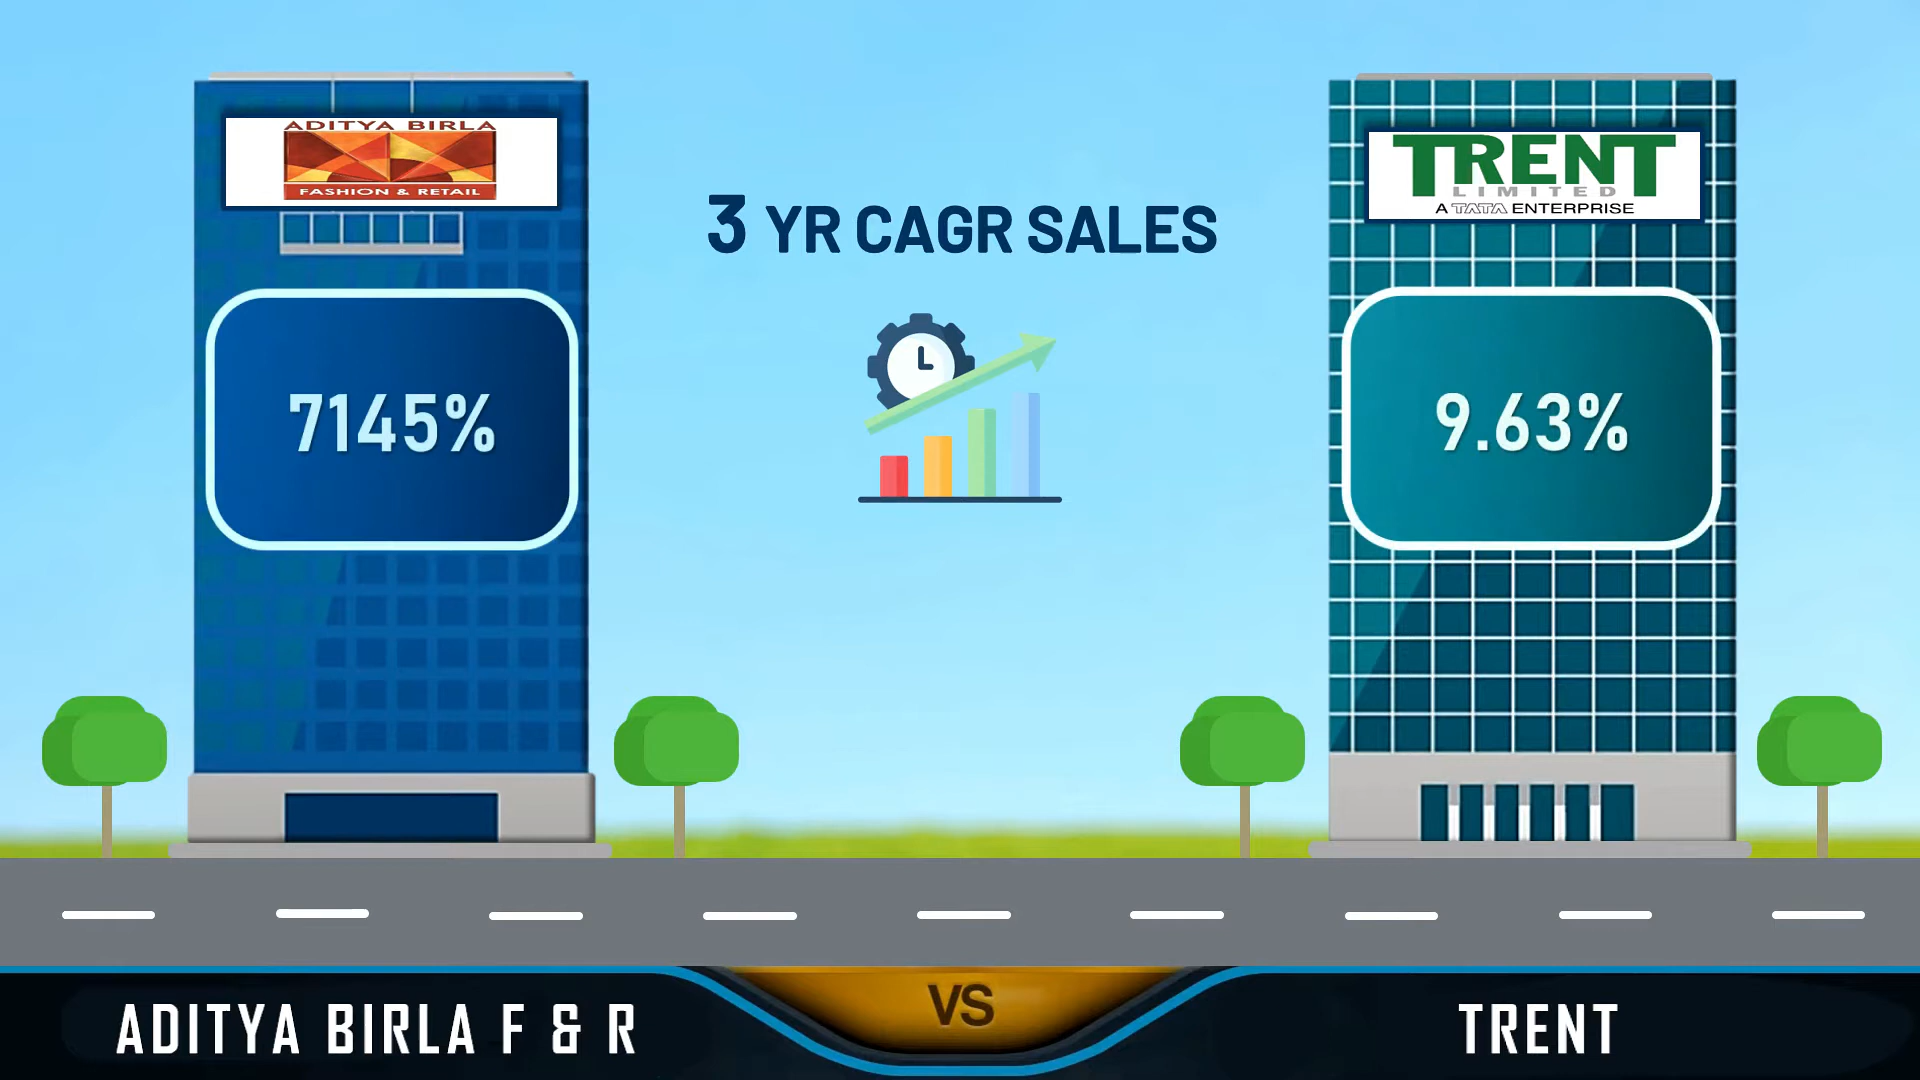 ADITYA BIRLA
FASHION & RETAIL
TRENT
LIMITED
A TATA ENTERPRISE
3 YR CAGR SALES
7145%
9.63%
ADITYA BIRLA F & R
VS
TRENT